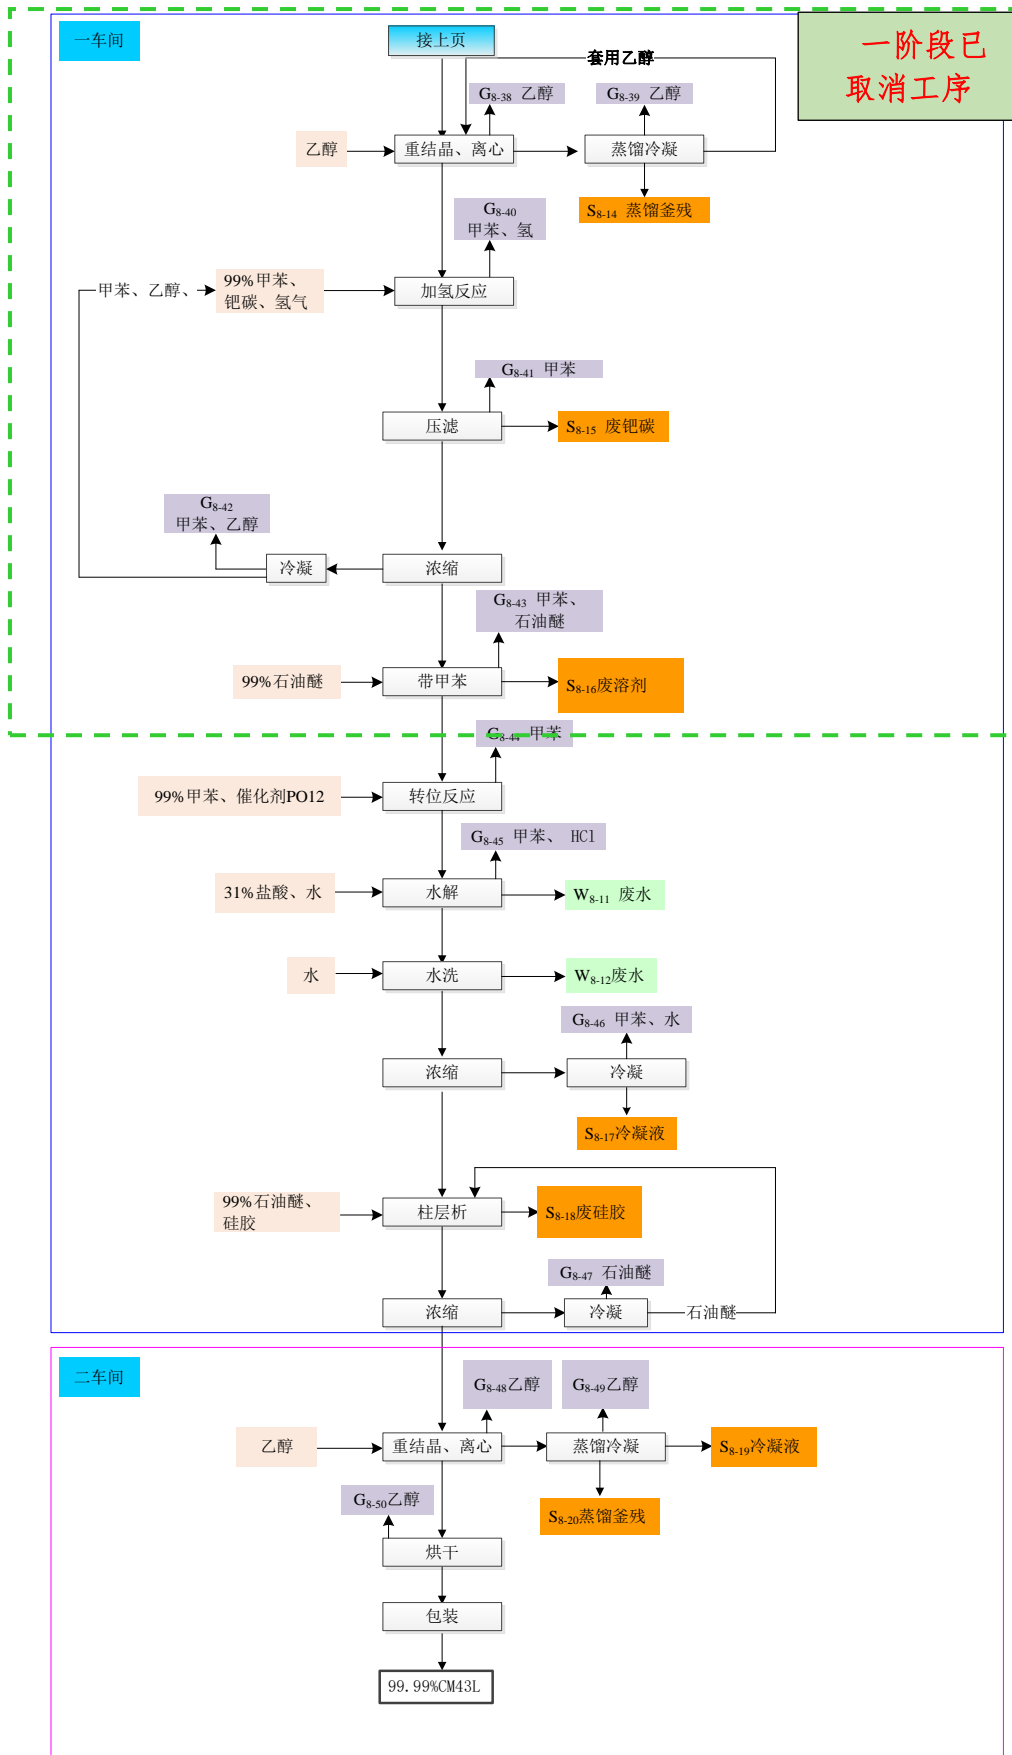 一车间
接上页
一阶段已
取消工序
套用乙醇
G8-38 乙醇
G8-39 乙醇
乙醇
重结晶、离心
蒸馏冷凝
S8-14 蒸馏釜残
G8-40
甲苯、氢
甲苯、乙醇、
99%甲苯、
钯碳、氢气
加氢反应
G8-41 甲苯
压滤
S8-15 废钯碳
G8-42
甲苯、乙醇
冷凝
浓缩
G8-43 甲苯、
石油醚
99%石油醚
带甲苯
S8-16废溶剂
G8-44 甲苯
99%甲苯、催化剂PO12
转位反应
G8-45 甲苯、 HCl
31%盐酸、水
水解
W8-11 废水
水
水洗
W8-12废水
G8-46 甲苯、水
浓缩
冷凝
S8-17冷凝液
99%石油醚、
硅胶
柱层析
S8-18废硅胶
G8-47 石油醚
浓缩
冷凝
石油醚
二车间
G8-48乙醇
G8-49乙醇
乙醇
重结晶、离心
蒸馏冷凝
S8-19冷凝液
G8-50乙醇
S8-20蒸馏釜残
烘干
包装
99.99%CM43L